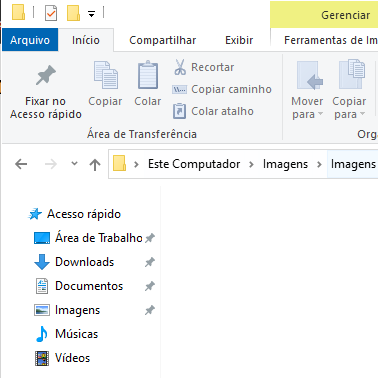 Gerenciar
Arquivo Início Compartilhar Exibir Ferramentas de Im
Fixar no
Acesso rápido
Copiar
Colar
Recortar
Copiar caminho
Colar atalho
Mover
para
Copiar
para
Área de Transferência
Orga
Este Computador Imagens Imagens
Acesso rápido
Área de Trabalho
Downloads
Documentos
Imagens
Músicas
Vídeos